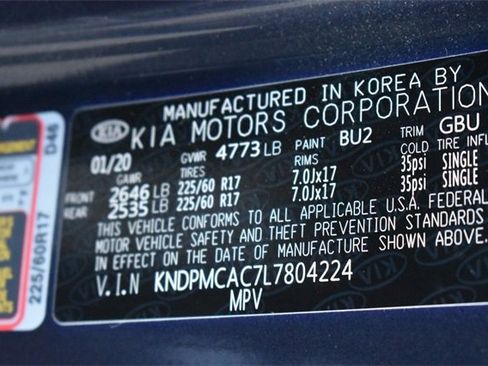 MANUFACTURED IN KOREA BY
KIA KIA MOTORS CORPORATION
01/20 GVWR 4773 LB PAINT BU2 TRIM GBU
GAWR TIRES RIMS COLD TIRE INFL
FRONT 2646 LB 225/60 R17 7.0Jx17 35psi SINGLE
REAR 2535 LB 225/60 R17 7.0Jx17 35psi SINGLE
THIS VEHICLE CONFORMS TO ALL APPLICABLE U.S.A. FEDERAL
MOTOR VEHICLE SAFETY AND THEFT PREVENTION STANDARDS
IN EFFECT ON THE DATE OF MANUFACTURE SHOWN ABOVE.
V.I.N KNDPMCAC7L7804224
MPV
225/60R17 D46